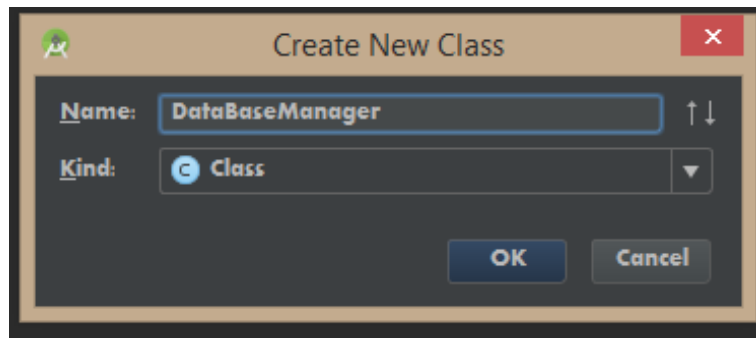 Create New Class
Name: DataBaseManager
Kind: Class
OK Cancel